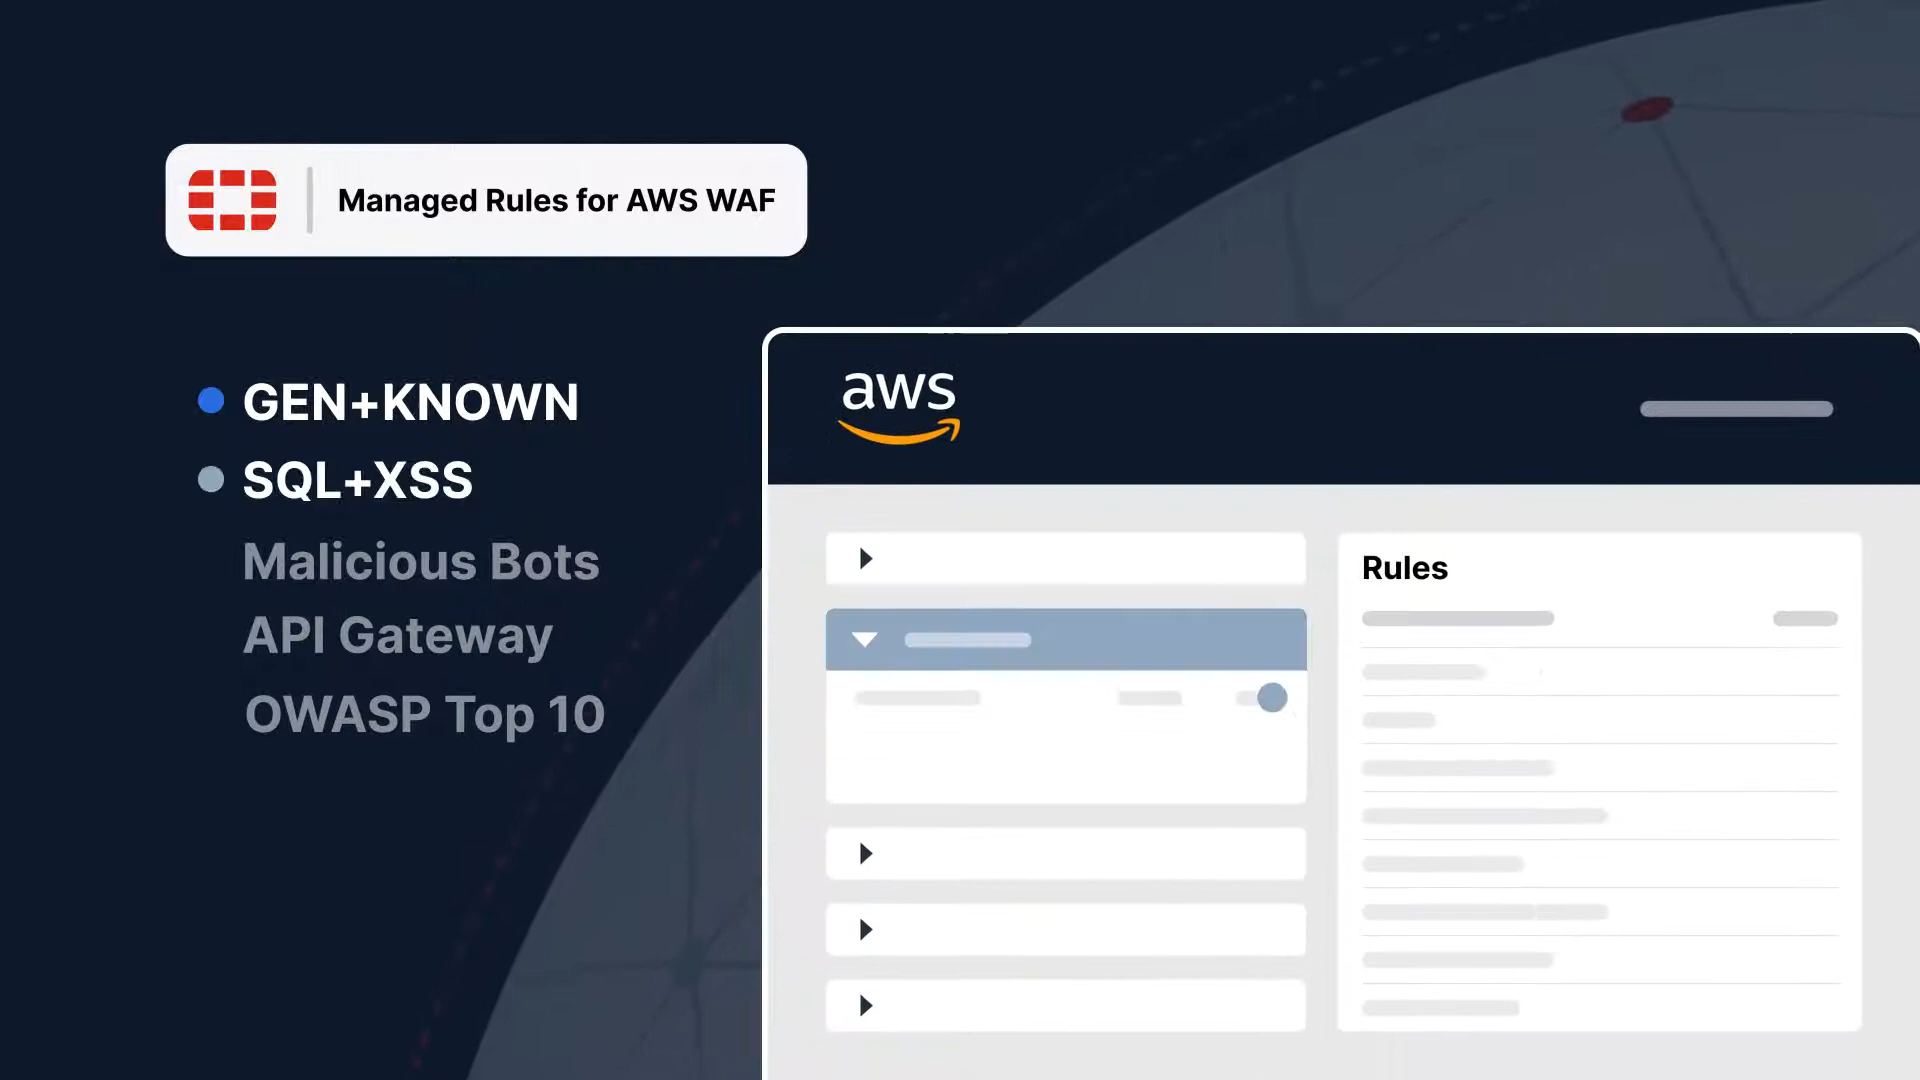 Managed Rules for AWS WAF
GEN+KNOWN
SQL+XSS
Malicious Bots
API Gateway
OWASP Top 10
aws
Rules